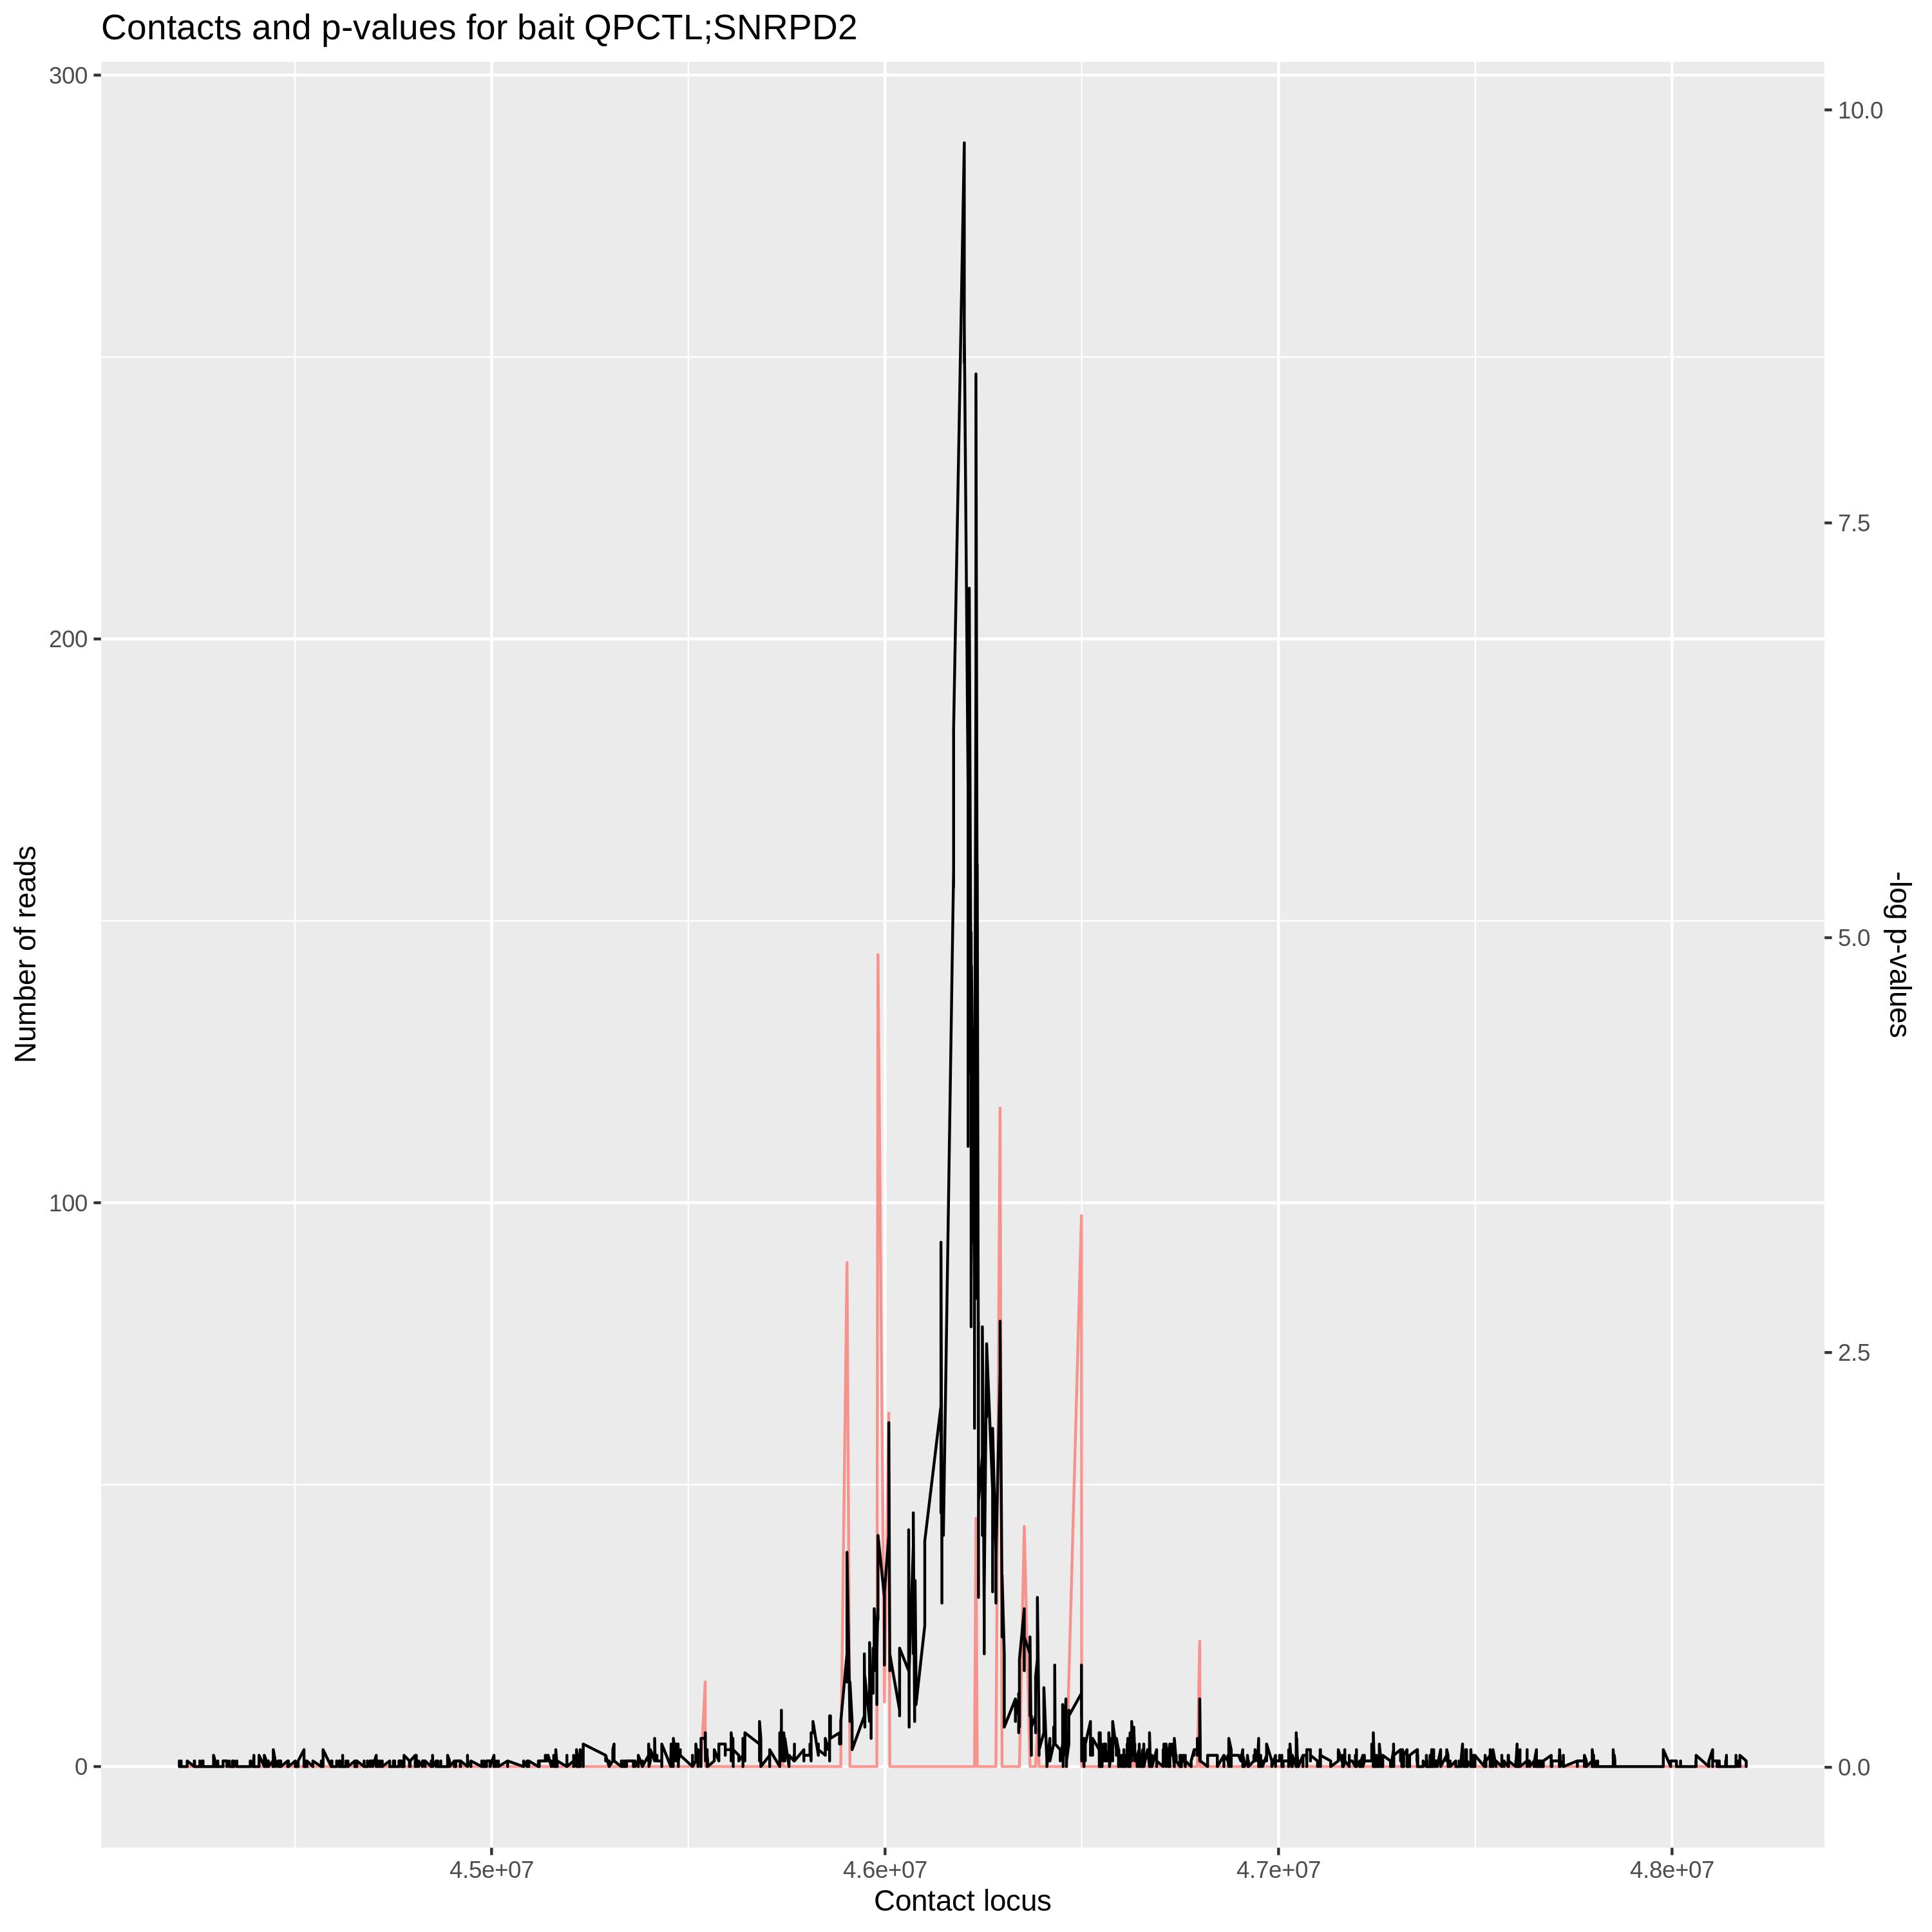 Contacts and p-values for bait QPCTL;SNRPD2
300
200
100
0
Number of reads
10.0
7.5
5.0
2.5
0.0
-log p-values
4.5e+07
4.6e+07
4.7e+07
4.8e+07
Contact locus